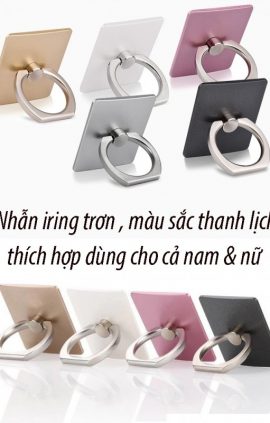 Nhẫn iring trơn , màu sắc thanh lịch
thích hợp dùng cho cả nam & nữ